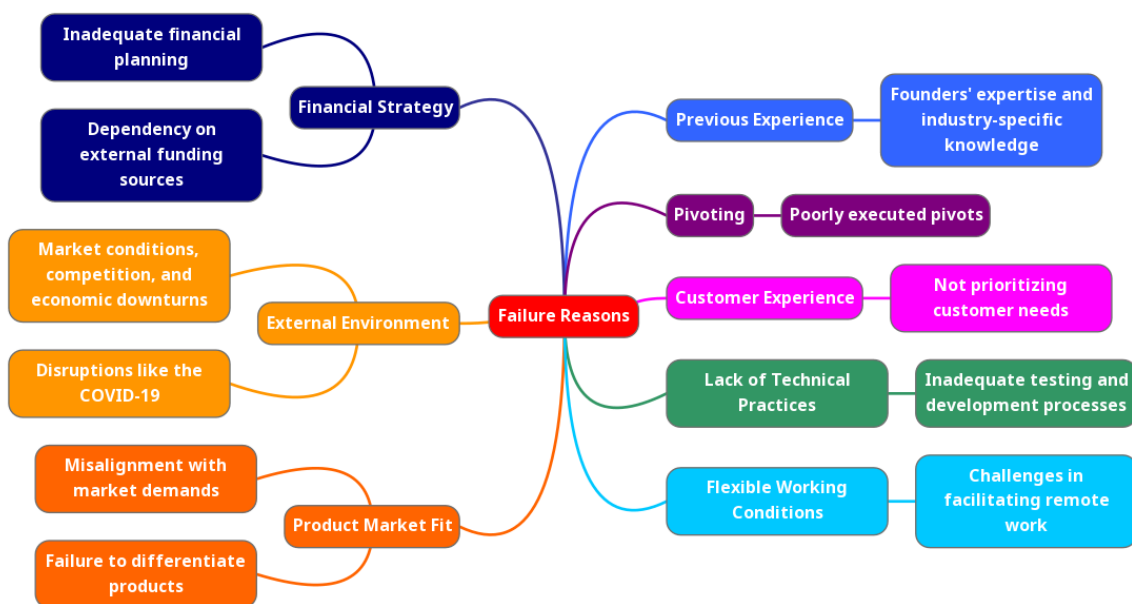 Inadequate financial
planning
Dependency on
external funding
sources
Financial Strategy
Market conditions,
competition, and
economic downturns
Disruptions like the
COVID-19
External Environment
Misalignment with
market demands
Failure to differentiate
products
Product Market Fit
Failure Reasons
Previous Experience
Founders' expertise and
industry-specific
knowledge
Pivoting
Poorly executed pivots
Customer Experience
Not prioritizing
customer needs
Lack of Technical
Practices
Inadequate testing and
development processes
Flexible Working
Conditions
Challenges in
facilitating remote
work